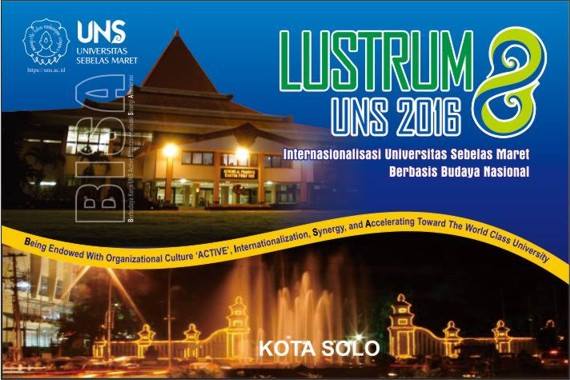 UNS
UNIVERSITAS
SEBELAS MARET
https://uns.ac.id
LUSTRUM 8
UNS 2016
Internasionalisasi Universitas Sebelas Maret
Berbasis Budaya Nasional
BISA
Being Endowed With Organizational Culture 'ACTIVE', Internationalization, Synergy, and Accelerating Toward The World Class University
KOTA SOLO